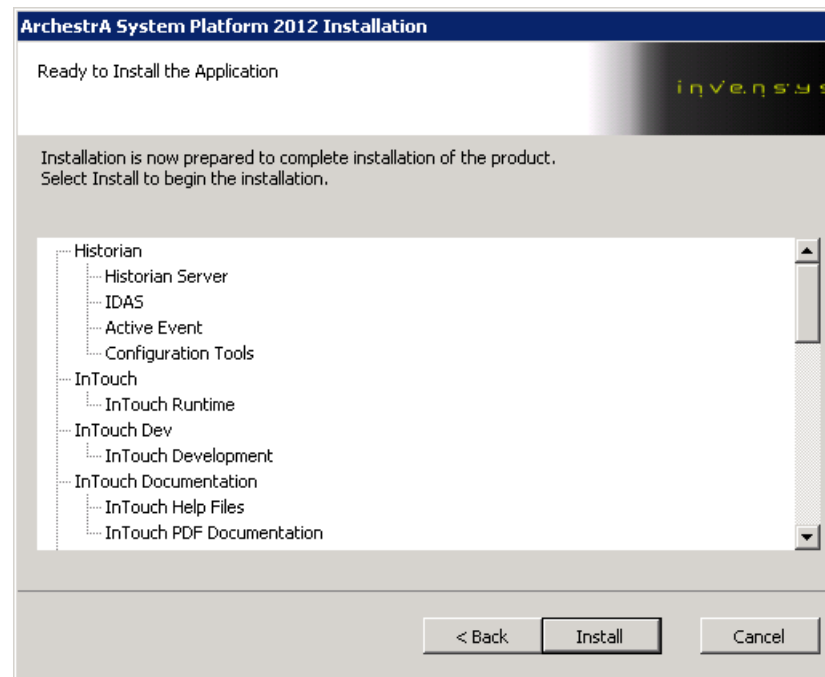 ArchestrA System Platform 2012 Installation
Ready to Install the Application
invensys
Installation is now prepared to complete installation of the product.
Select Install to begin the installation.
Historian
Historian Server
IDAS
Active Event
Configuration Tools
InTouch
InTouch Runtime
InTouch Dev
InTouch Development
InTouch Documentation
InTouch Help Files
InTouch PDF Documentation
< Back
Install
Cancel